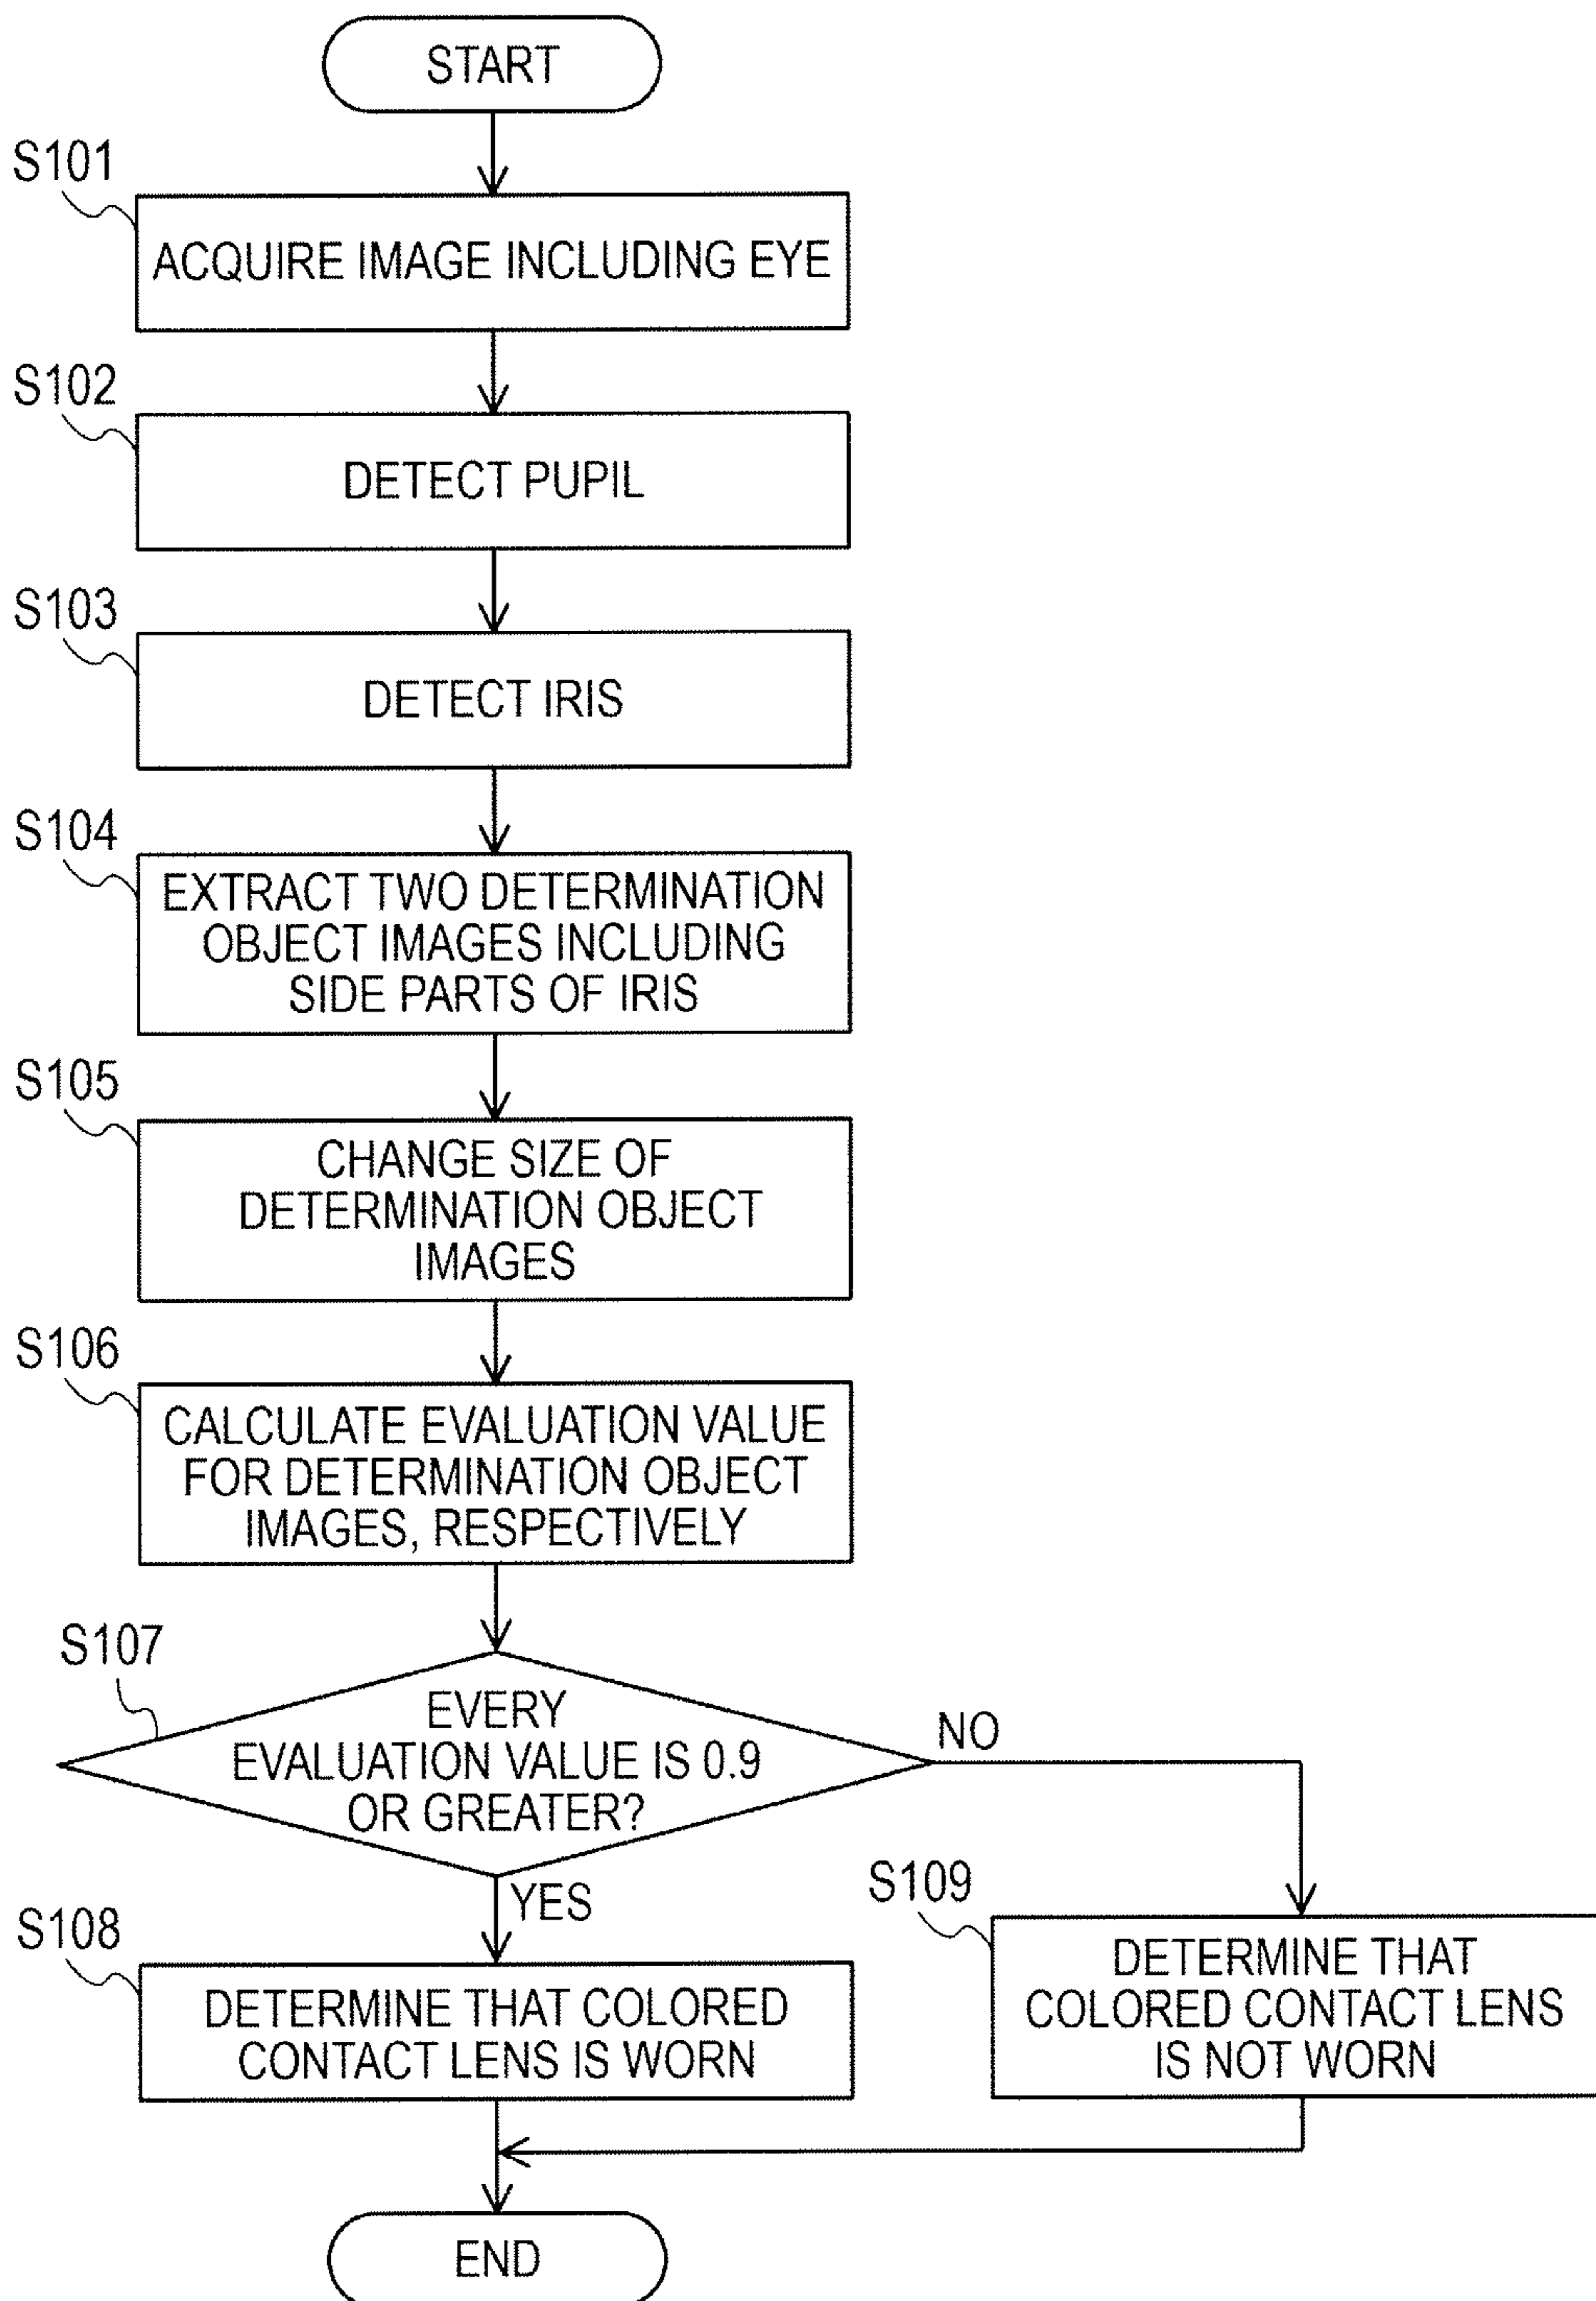 START
S101
ACQUIRE IMAGE INCLUDING EYE
S102
DETECT PUPIL
S103
DETECT IRIS
S104
EXTRACT TWO DETERMINATION
OBJECT IMAGES INCLUDING
SIDE PARTS OF IRIS
S105
CHANGE SIZE OF
DETERMINATION OBJECT
IMAGES
S106
CALCULATE EVALUATION VALUE
FOR DETERMINATION OBJECT
IMAGES, RESPECTIVELY
S107
EVERY
EVALUATION VALUE IS 0.9
OR GREATER?
NO
YES
S108
DETERMINE THAT COLORED
CONTACT LENS IS WORN
S109
DETERMINE THAT
COLORED CONTACT LENS
IS NOT WORN
END